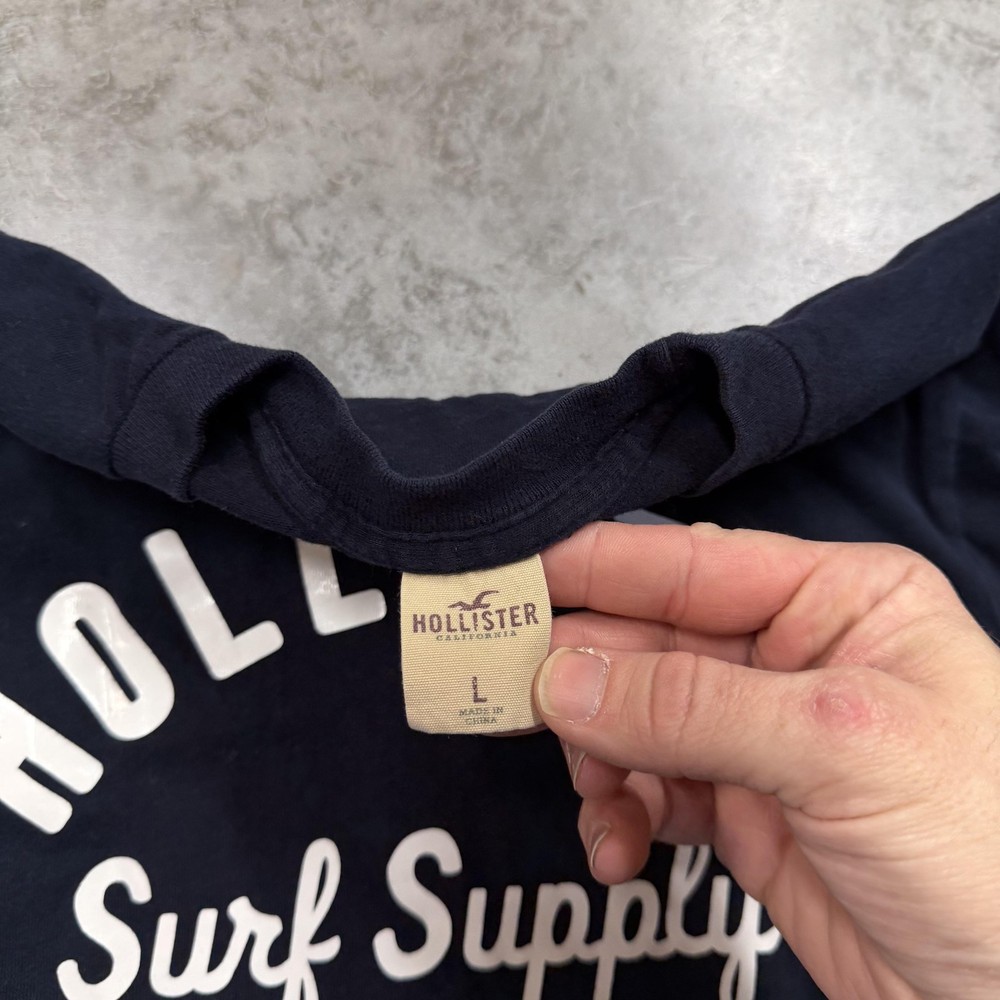 HOLL
HOLLISTER
CALIFORNIA
L
MADE IN
CHINA
Surf Supply